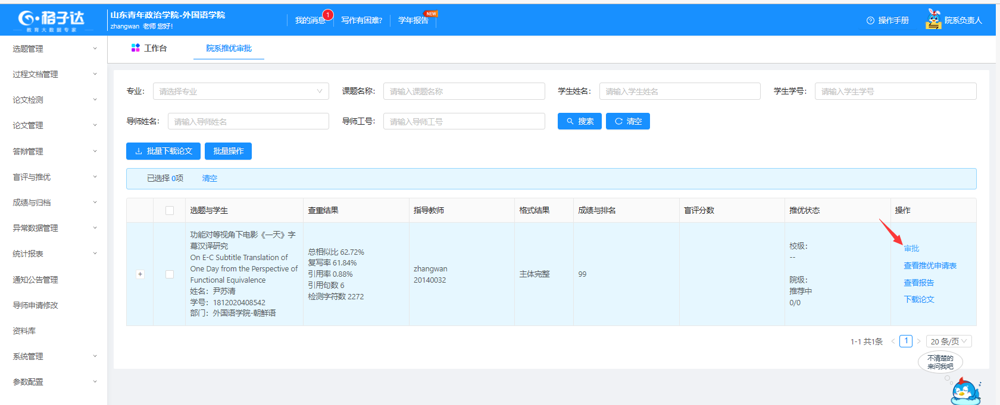 格子达
教育大数据专家
山东青年政治学院-外国语学院
zhangwan 老师 您好!
我的消息
1
写作有困难?
学年报告
NEW
操作手册
院系负责人
选题管理
过程文档管理
论文检测
论文管理
答辩管理
盲评与推优
成绩与归档
异常数据管理
统计报表
通知公告管理
导师申请修改
资料库
系统管理
参数配置
工作台
院系推优审批
专业: 请选择专业
课题名称: 请输入课题名称
学生姓名: 请输入学生姓名
学生学号: 请输入学生学号
导师姓名: 请输入导师姓名
导师工号: 请输入导师工号
搜索
清空
批量下载论文
批量操作
已选择 0项 清空
选题与学生 查重结果 指导教师 格式结果 成绩与排名 盲评分数 推优状态 操作
+
功能对等视角下电影《一天》字
幕汉译研究
On E-C Subtitle Translation of
One Day from the Perspective of
Functional Equivalence
姓名: 尹苏清
学号: 1812020408542
部门: 外国语学院-朝鲜语
总相似比 62.72%
复写率 61.84%
引用率 0.88%
引用句数 6
检测字符数 2272
zhangwan
20140032
主体完整
99
校级:
--
院级:
推荐中
0/0
审批
查看推优申请表
查看报告
下载论文
1-1 共1条 < 1 > 20 条/页
不清楚的
来问我吧